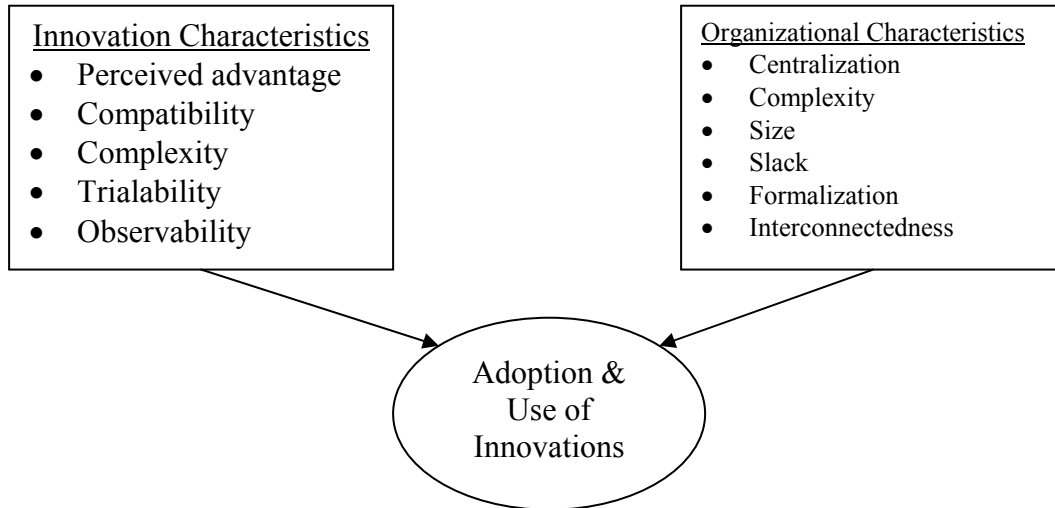 Innovation Characteristics
• Perceived advantage
• Compatibility
• Complexity
• Trialability
• Observability
Organizational Characteristics
• Centralization
• Complexity
• Size
• Slack
• Formalization
• Interconnectedness
Adoption &
Use of
Innovations